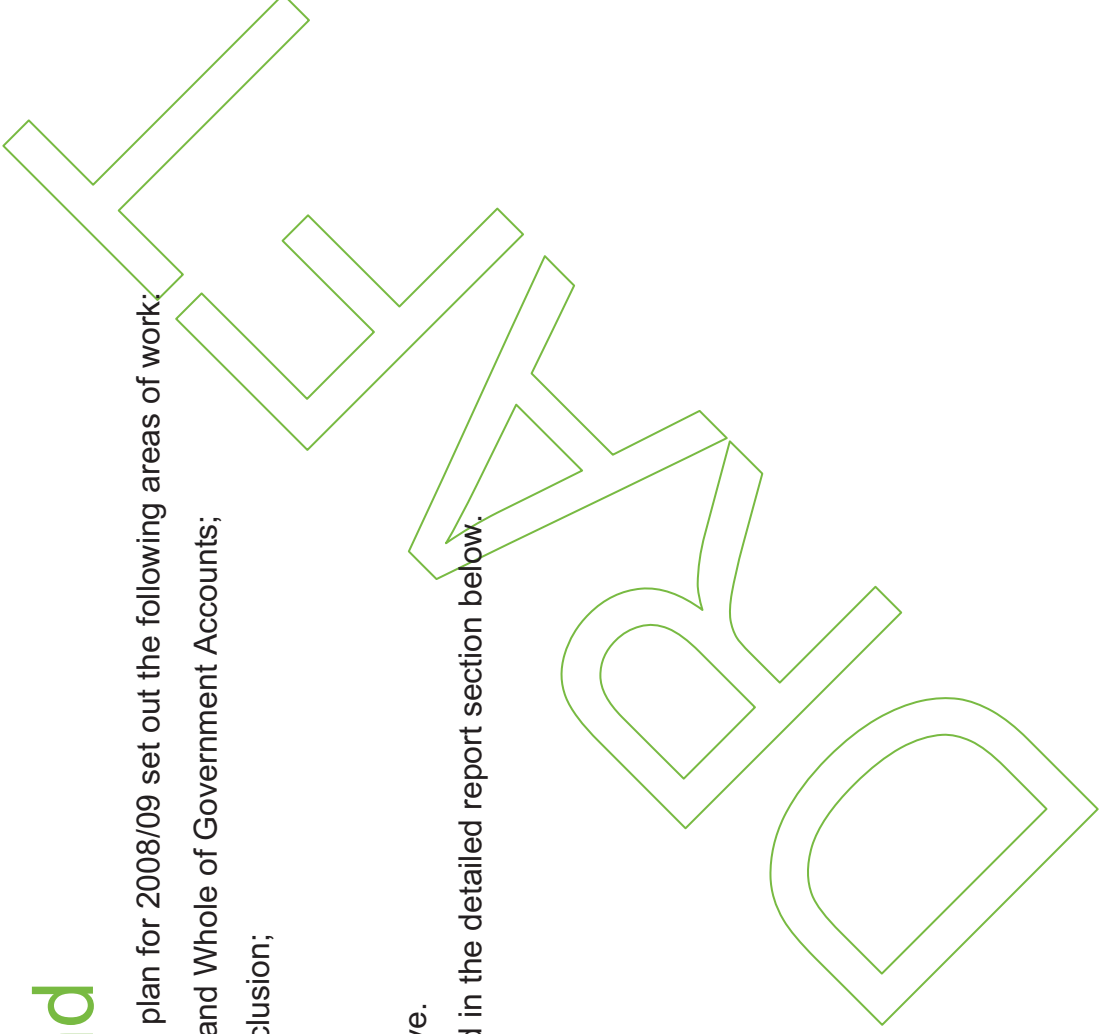 d
plan for 2008/09 set out the following areas of work:
and Whole of Government Accounts;
clusion;
ve.
d in the detailed report section below.
DRAFT